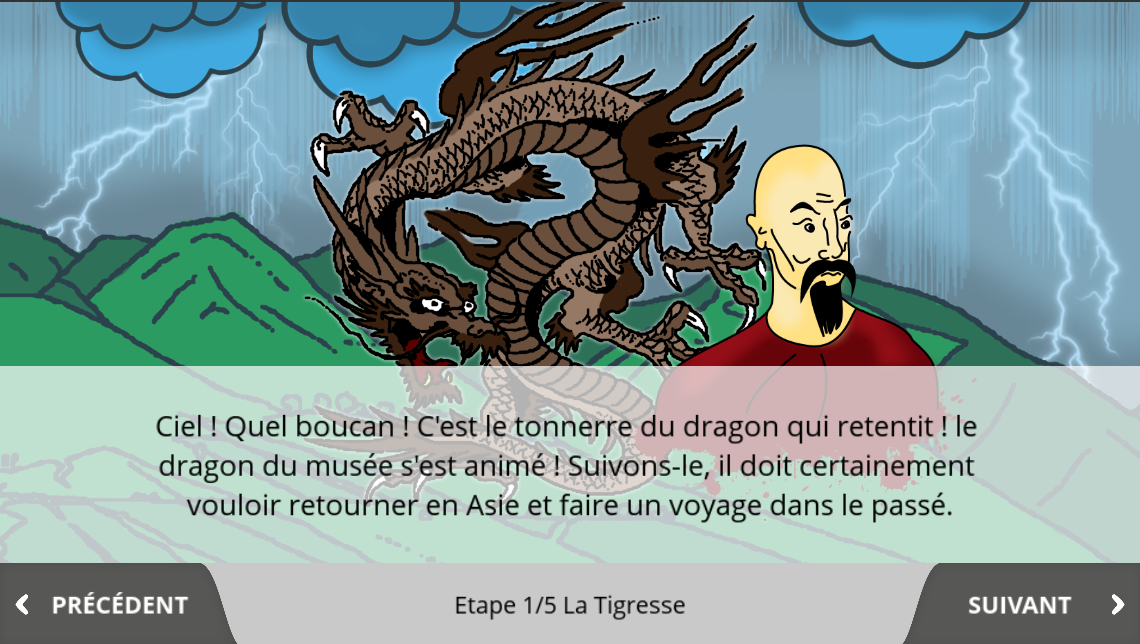 Ciel ! Quel boucan ! C'est le tonnerre du dragon qui retentit ! le
dragon du musée s'est animé ! Suivons-le, il doit certainement
vouloir retourner en Asie et faire un voyage dans le passé.
PRÉCÉDENT
Etape 1/5 La Tigresse
SUIVANT